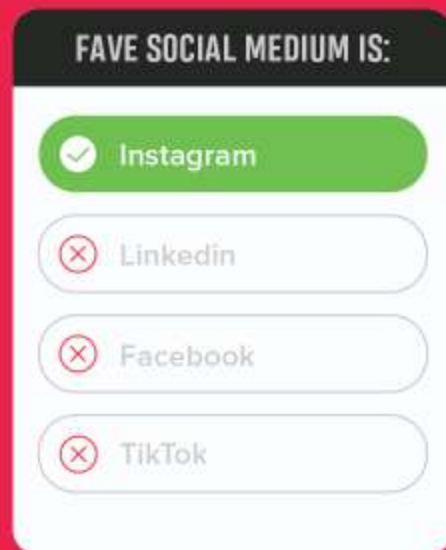 FAVE SOCIAL MEDIUM IS:
Instagram
Linkedin
Facebook
TikTok